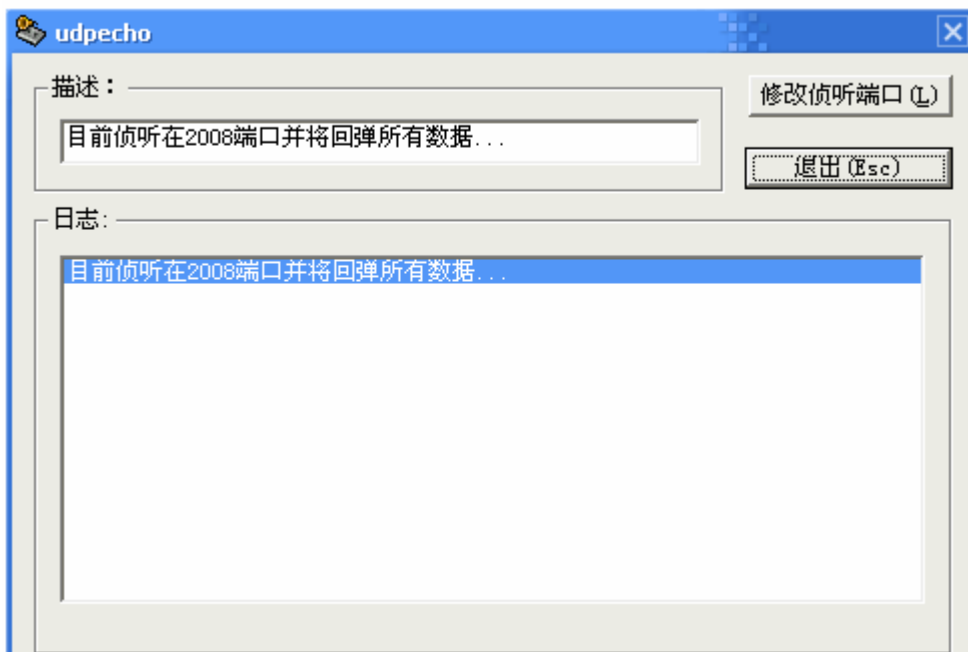 udpecho
描述：
修改侦听端口(L)
目前侦听在2008端口并将回弹所有数据...
退出(Esc)
日志:
目前侦听在2008端口并将回弹所有数据...